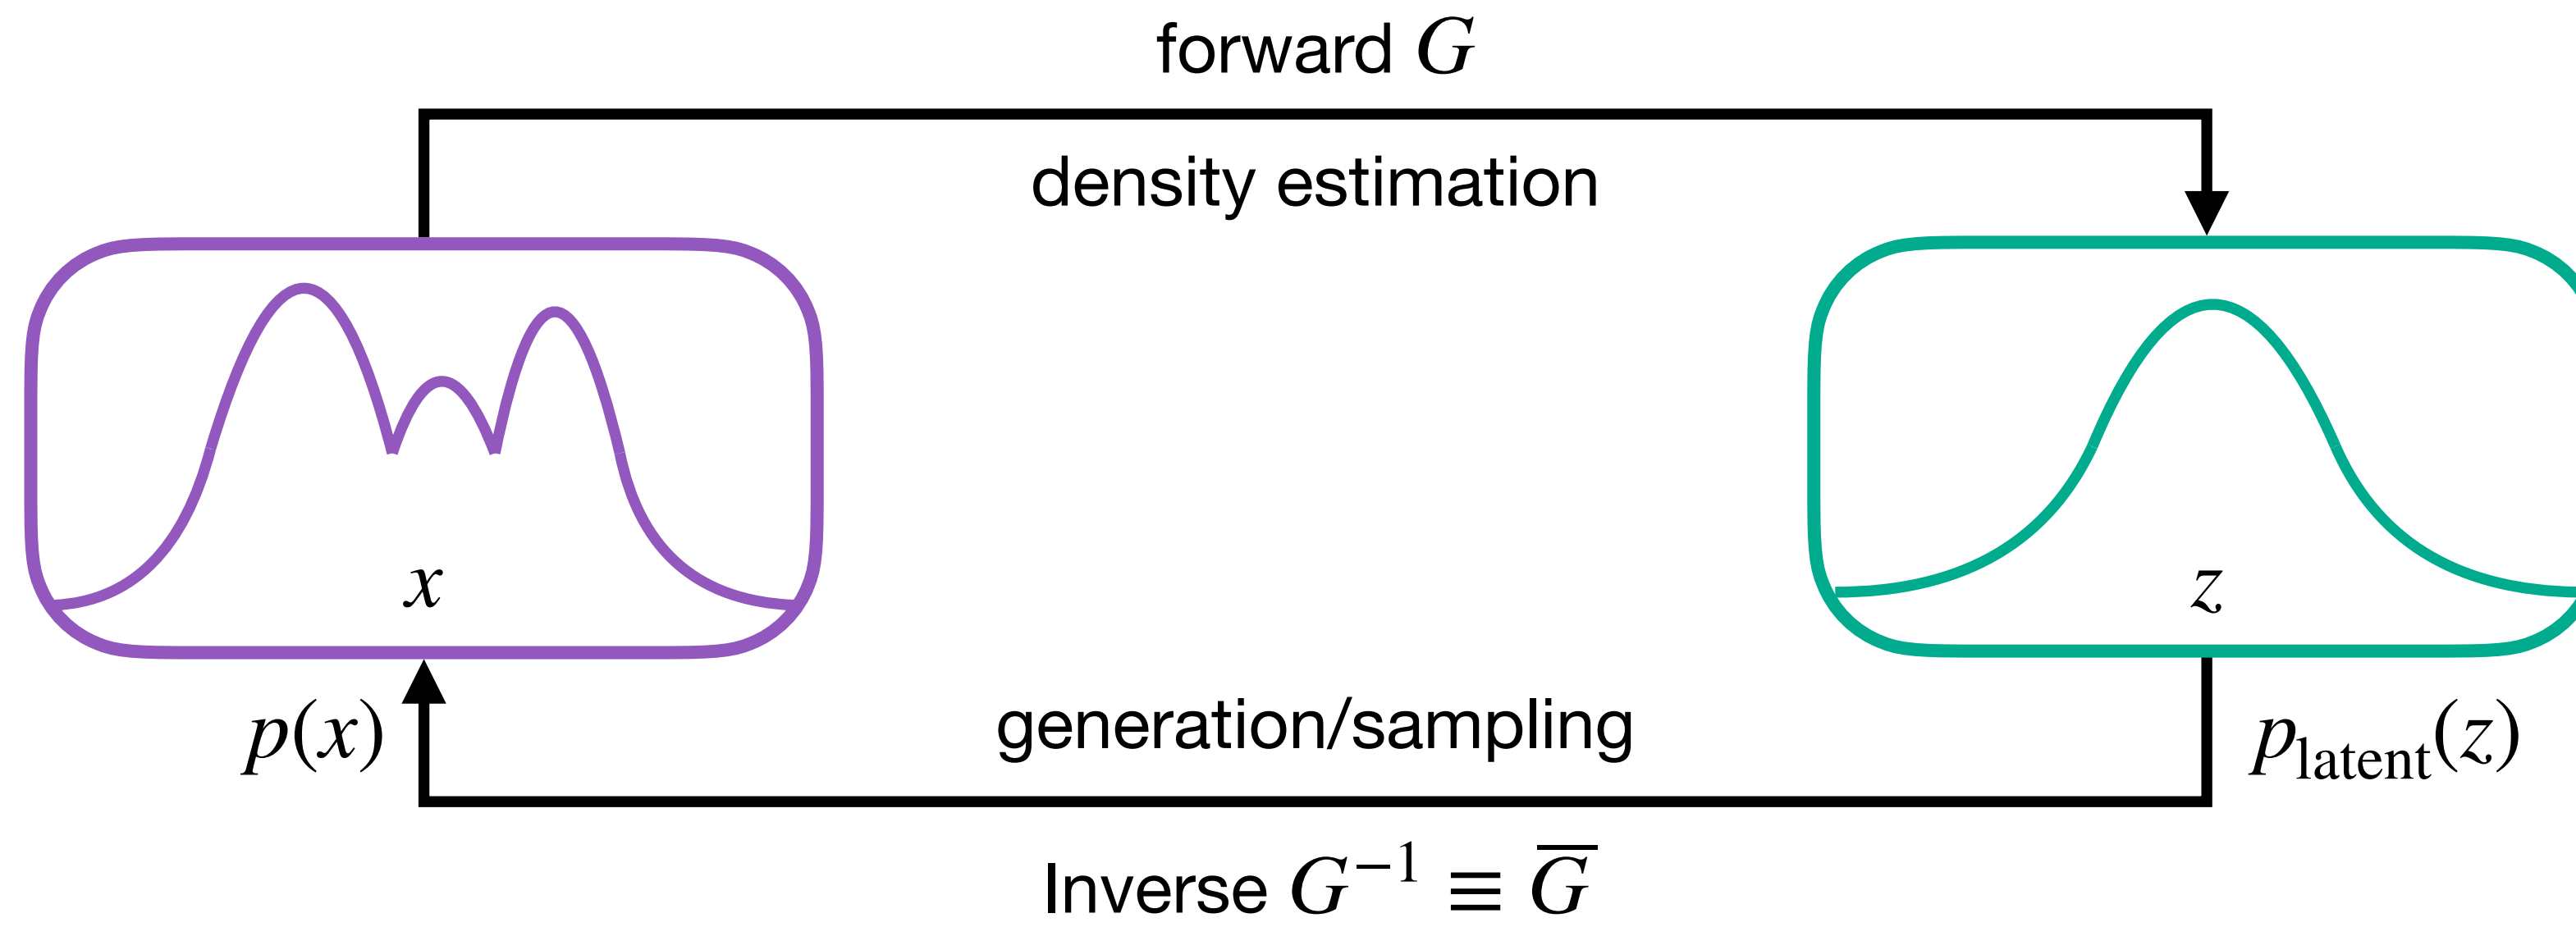 forward G
density estimation
x
z
p(x)
generation/sampling
p_latent(z)
Inverse G⁻¹ ≡ G̅